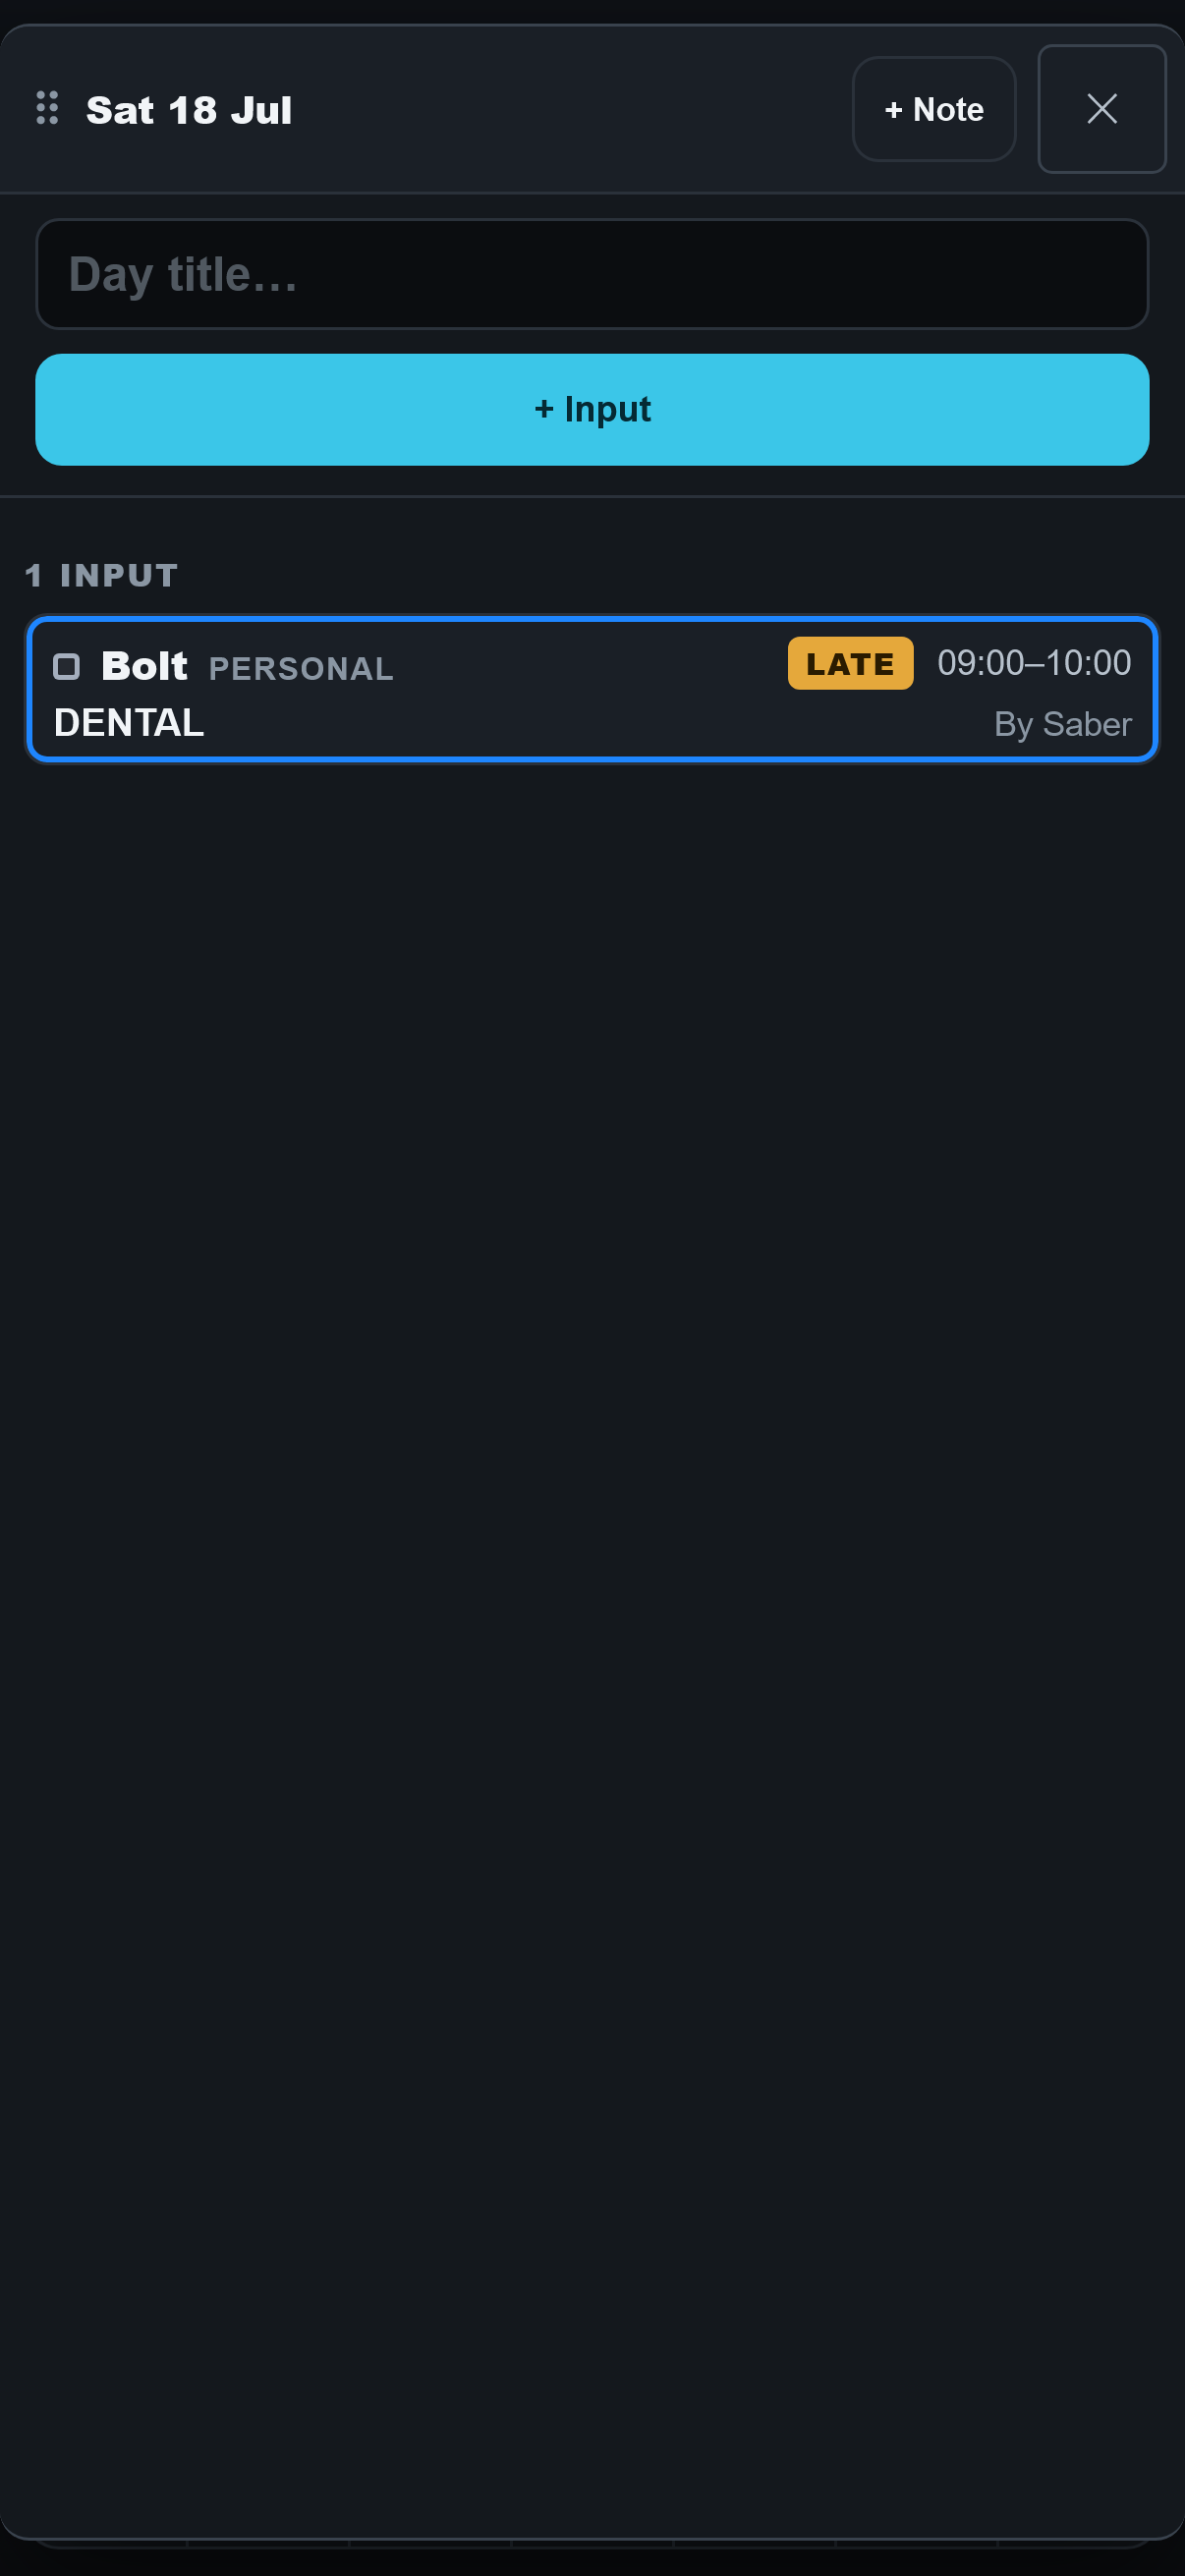 Sat 18 Jul
+ Note
Day title...
+ Input
1 INPUT
Bolt PERSONAL LATE 09:00–10:00
DENTAL By Saber